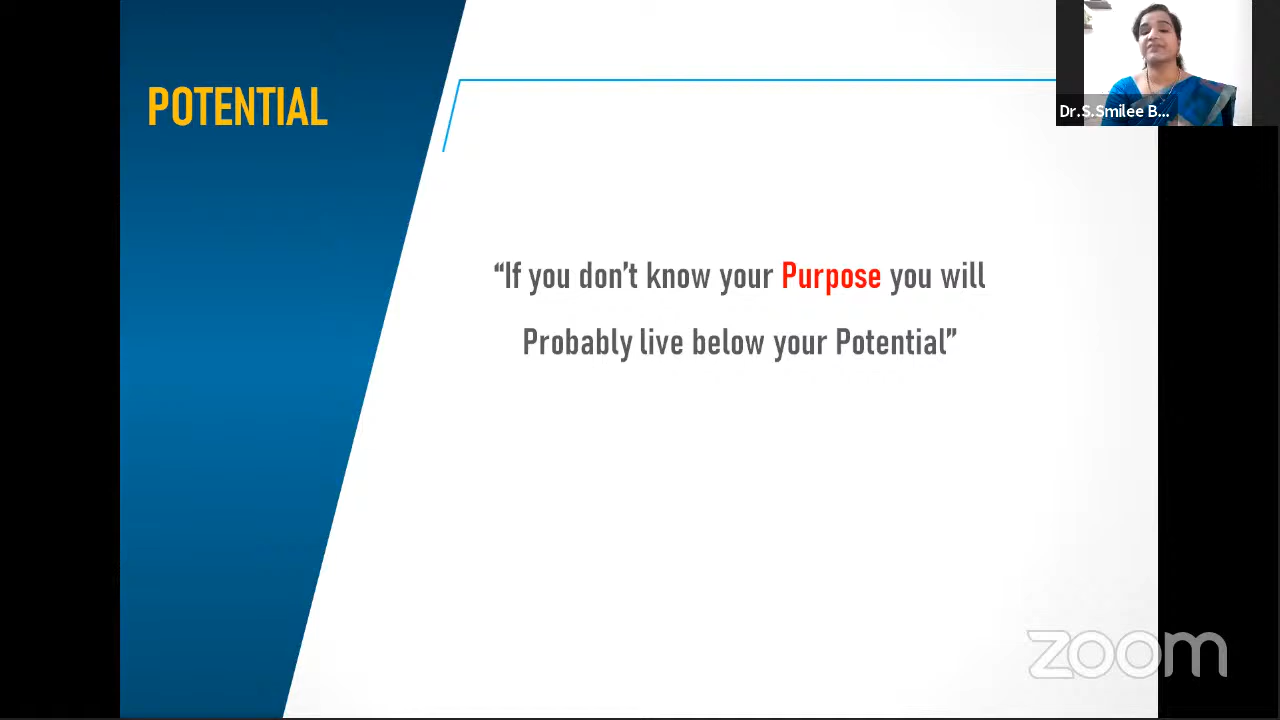 POTENTIAL
Dr.S.Smilee B...
“If you don’t know your Purpose you will
Probably live below your Potential”
zoom